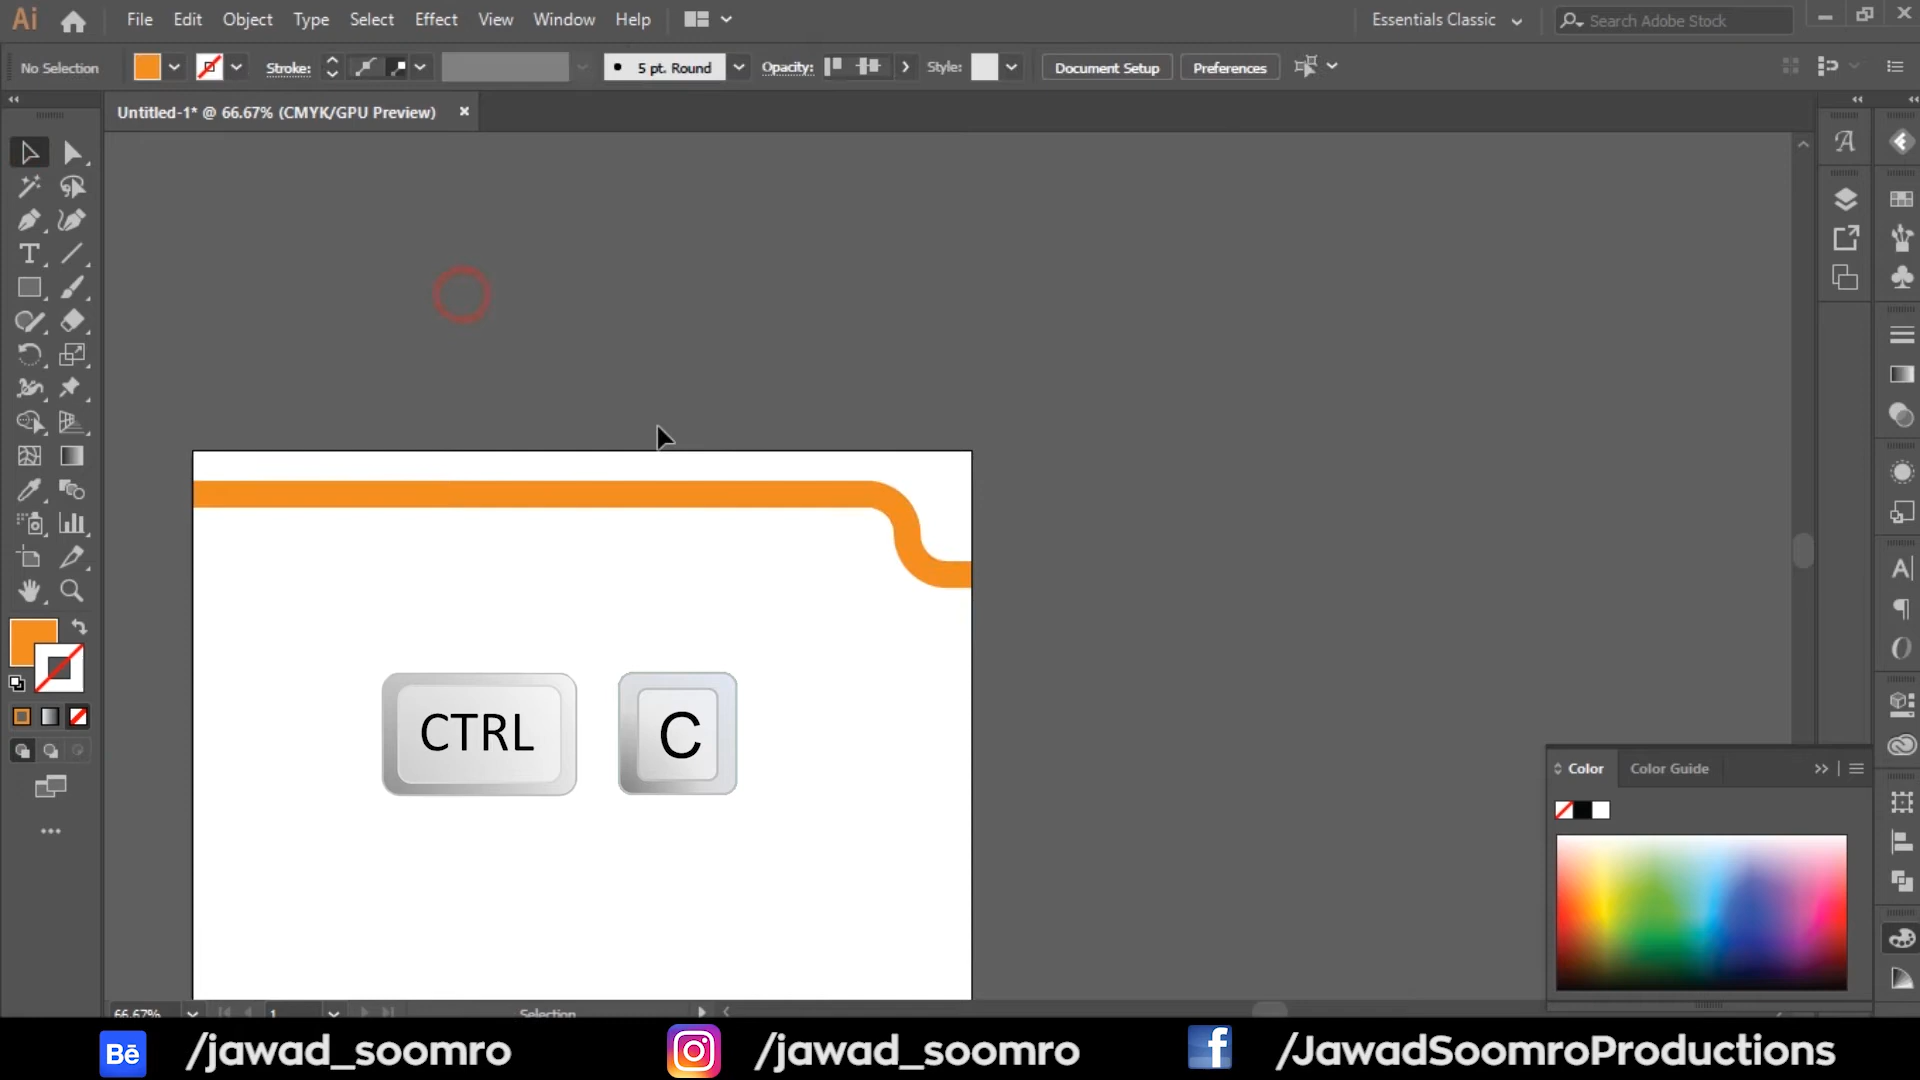 Ai File Edit Object Type Select Effect View Window Help Essentials Classic Search Adobe Stock
No Selection Stroke: 5 pt. Round Opacity: Style: Document Setup Preferences
Untitled-1* @ 66.67% (CMYK/GPU Preview) ×
CTRL C
Color Color Guide
66.67% 1 Selection
Bē /jawad_soomro /jawad_soomro f /JawadSoomroProductions